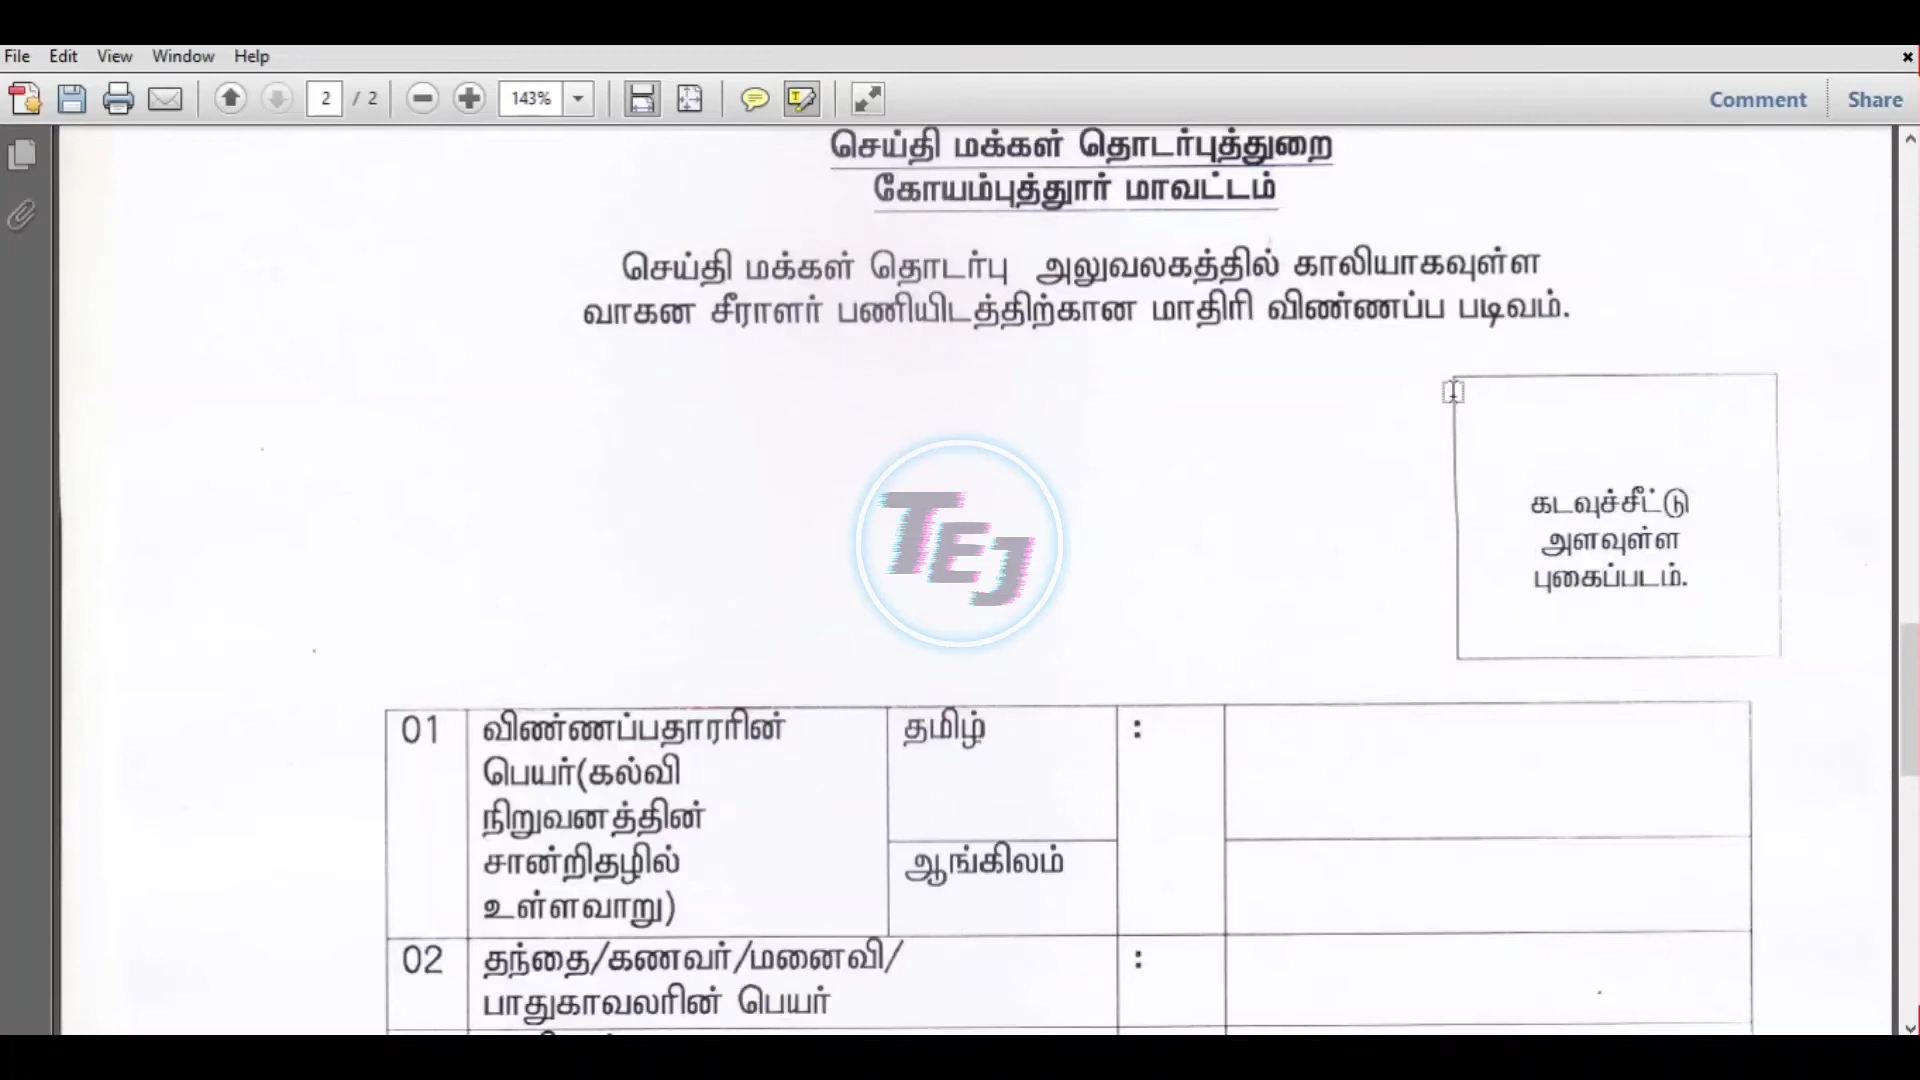 File Edit View Window Help
2 / 2 143% Comment Share
செய்தி மக்கள் தொடர்புத்துறை
கோயம்புத்தூர் மாவட்டம்
செய்தி மக்கள் தொடர்பு அலுவலகத்தில் காலியாகவுள்ள
வாகன சீராளர் பணியிடத்திற்கான மாதிரி விண்ணப்ப படிவம்.
கடவுச்சீட்டு
அளவுள்ள
புகைப்படம்.
TEJ
01 விண்ணப்பதாரரின் தமிழ் :
பெயர்(கல்வி
நிறுவனத்தின்
சான்றிதழில் ஆங்கிலம்
உள்ளவாறு)
02 தந்தை/கணவர்/மனைவி/ :
பாதுகாவலரின் பெயர்